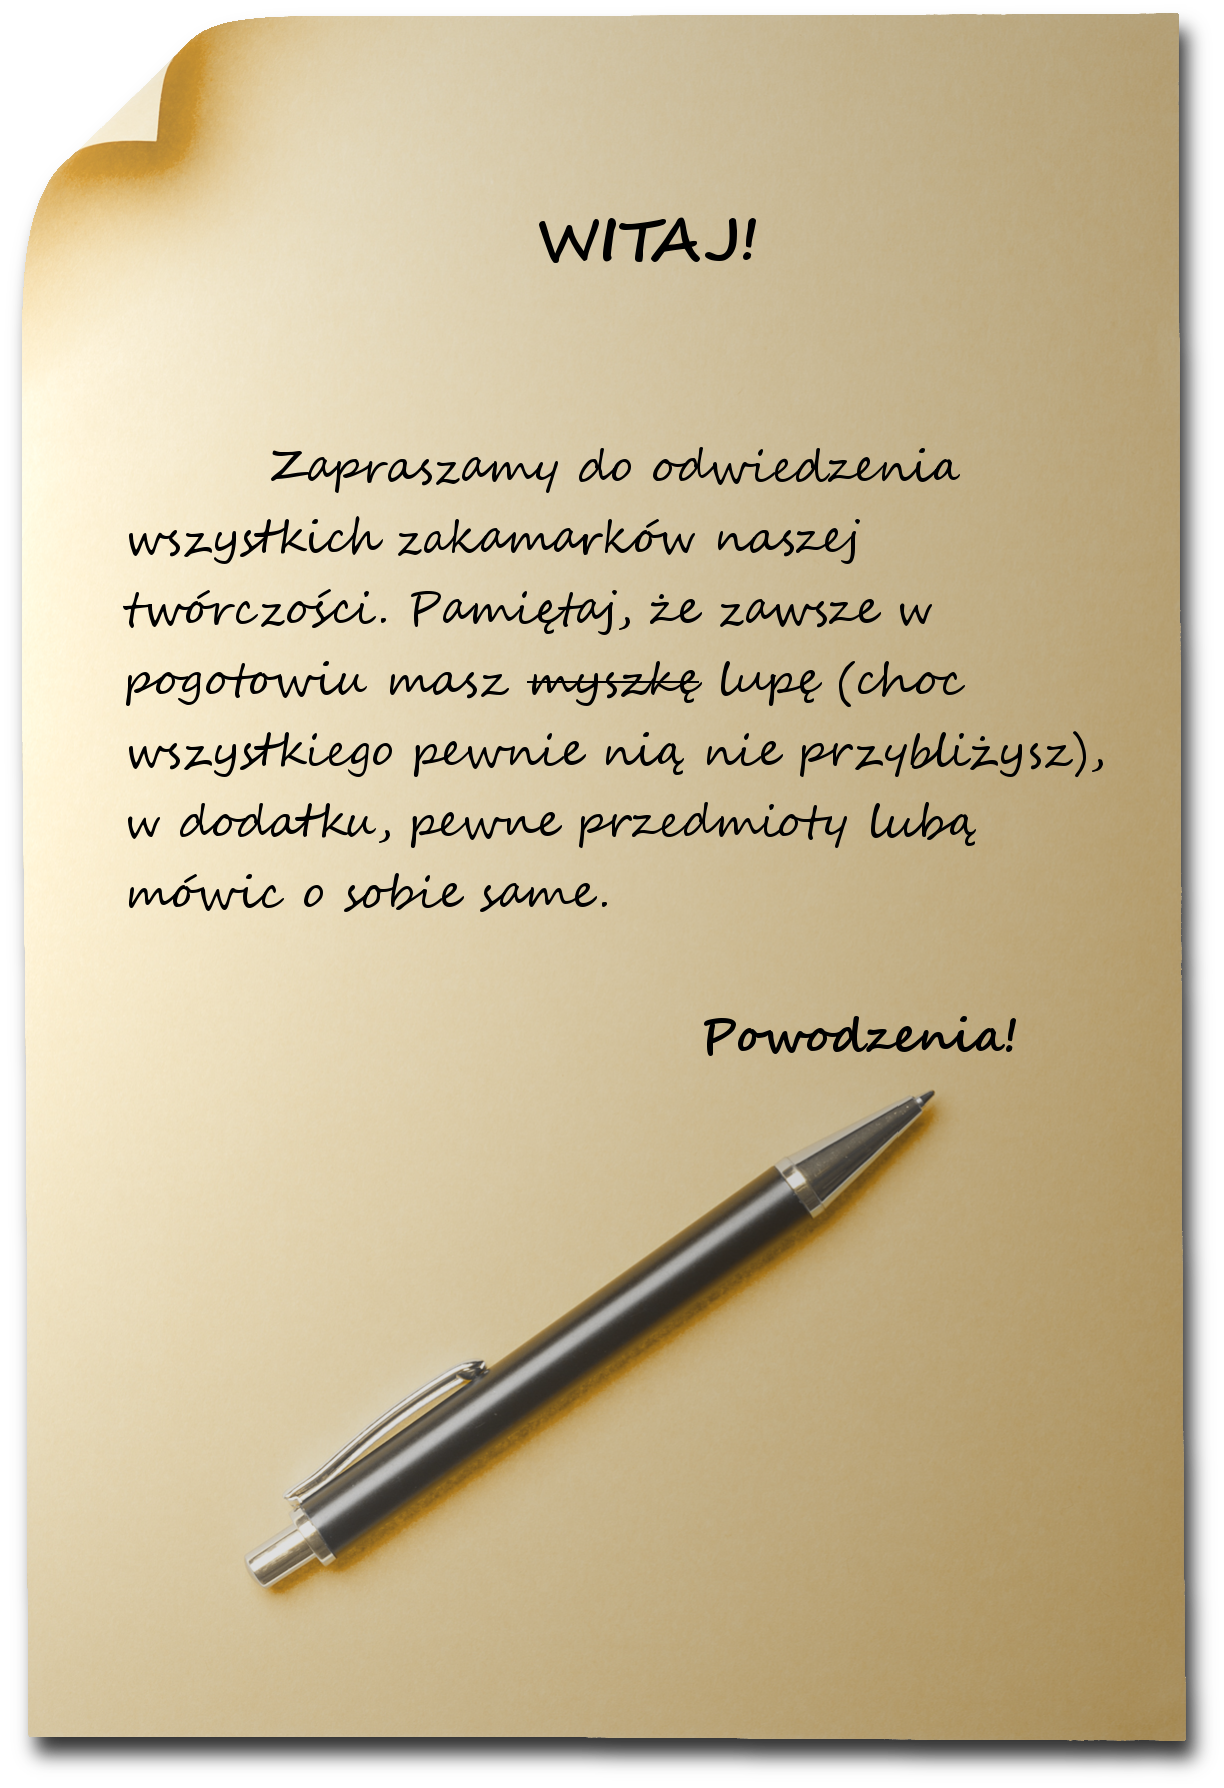 WITAJ!
Zapraszamy do odwiedzenia
wszystkich zakamarków naszej
twórczości. Pamiętaj, że zawsze w
pogotowiu masz myszkę lupę (choc
wszystkiego pewnie nią nie przybliżysz),
w dodatku, pewne przedmioty lubą
mówic o sobie same.
Powodzenia!